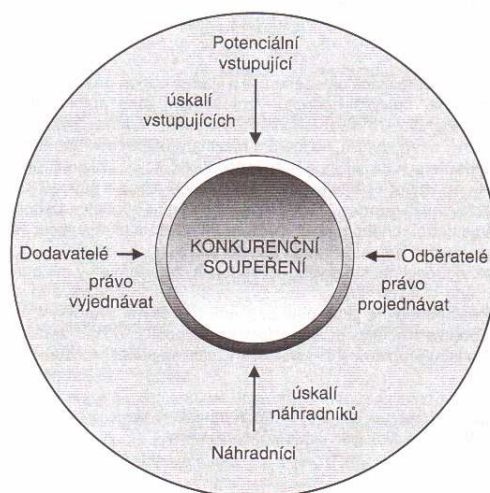 Potenciální
vstupující
úskalí
vstupujících
KONKURENČNÍ
SOUPEŘENÍ
Dodavatelé
právo
vyjednávat
Odběratelé
právo
projednávat
úskalí
náhradníků
Náhradníci